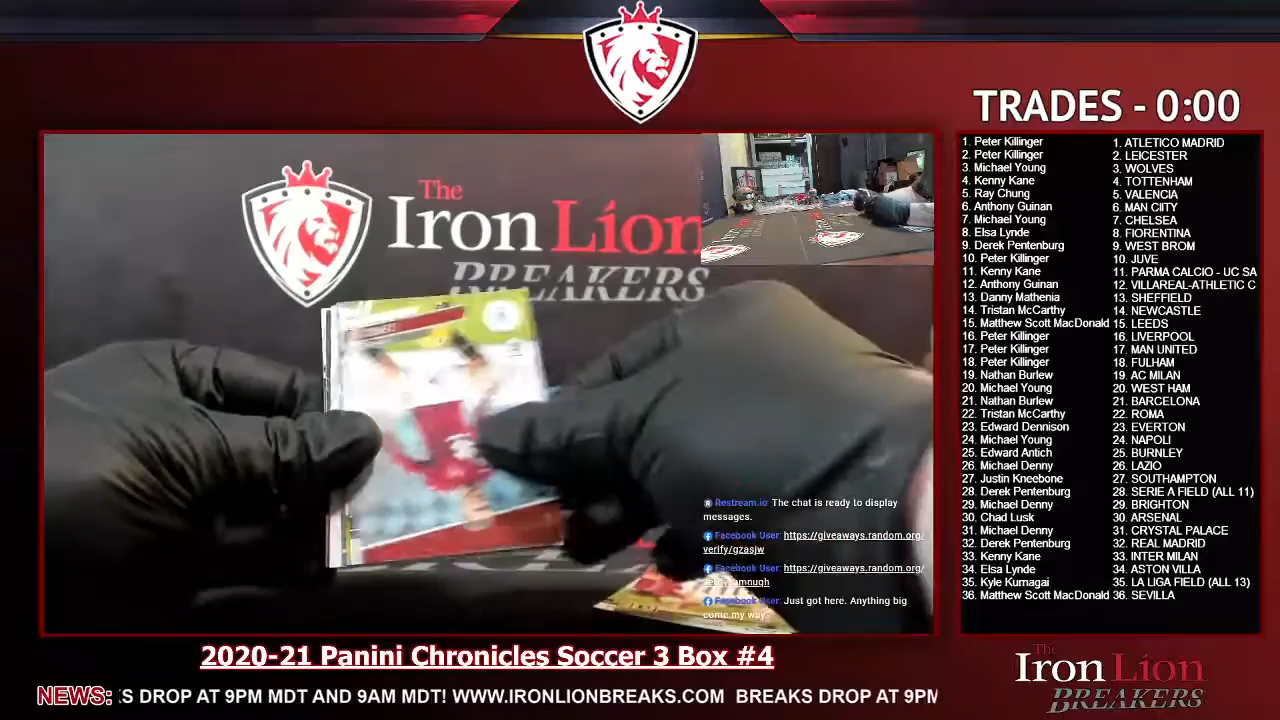 TRADES - 0:00
1. Peter Killinger 1. ATLETICO MADRID
2. Peter Killinger 2. LEICESTER
3. Michael Young 3. WOLVES
4. Kenny Kane 4. TOTTENHAM
5. Ray Chung 5. VALENCIA
6. Anthony Guinan 6. MAN CITY
7. Michael Young 7. CHELSEA
8. Elsa Lynde 8. FIORENTINA
9. Derek Pentenburg 9. WEST BROM
10. Peter Killinger 10. JUVE
11. Kenny Kane 11. PARMA CALCIO - UC SA
12. Anthony Guinan 12. VILLAREAL-ATHLETIC C
13. Danny Mathenia 13. SHEFFIELD
14. Tristan McCarthy 14. NEWCASTLE
15. Matthew Scott MacDonald 15. LEEDS
16. Peter Killinger 16. LIVERPOOL
17. Peter Killinger 17. MAN UNITED
18. Peter Killinger 18. FULHAM
19. Nathan Burlew 19. AC MILAN
20. Michael Young 20. WEST HAM
21. Nathan Burlew 21. BARCELONA
22. Tristan McCarthy 22. ROMA
23. Edward Dennison 23. EVERTON
24. Michael Young 24. NAPOLI
25. Edward Antich 25. BURNLEY
26. Michael Denny 26. LAZIO
27. Justin Kneebone 27. SOUTHAMPTON
28. Derek Pentenburg 28. SERIE A FIELD (ALL 11)
29. Michael Denny 29. BRIGHTON
30. Chad Lusk 30. ARSENAL
31. Michael Denny 31. CRYSTAL PALACE
32. Derek Pentenburg 32. REAL MADRID
33. Kenny Kane 33. INTER MILAN
34. Elsa Lynde 34. ASTON VILLA
35. Kyle Kumagai 35. LA LIGA FIELD (ALL 13)
36. Matthew Scott MacDonald 36. SEVILLA
The
Iron Lion
BREAKERS
Restream.io The chat is ready to display
messages.
Facebook User: https://giveaways.random.org/
verify/gzasjw
Facebook User: https://giveaways.random.org/
Facebook User: Just got here. Anything big
come my way
2020-21 Panini Chronicles Soccer 3 Box #4
NEWS: S DROP AT 9PM MDT AND 9AM MDT! WWW.IRONLIONBREAKS.COM BREAKS DROP AT 9PM
The
Iron Lion
BREAKERS